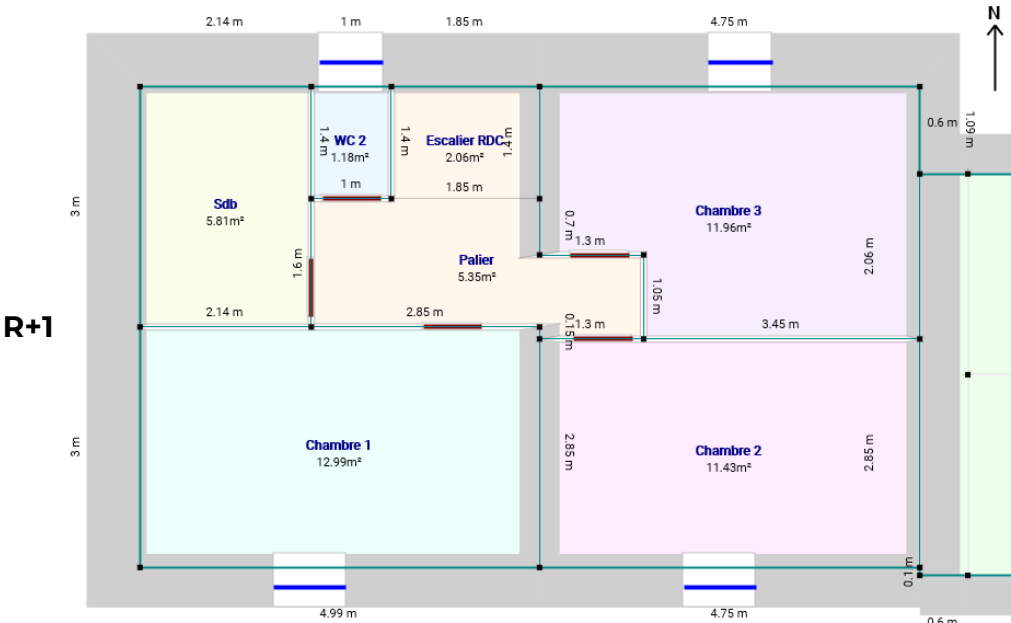 2.14 m
1 m
1.85 m
4.75 m
N
0.6 m
1.09 m
1.4 m
WC 2
1.18m²
1.4 m
Escalier RDC
2.06m²
1.4 m
1 m
1.85 m
3 m
Sdb
5.81m²
Chambre 3
11.96m²
0.7 m
1.3 m
2.06 m
1.6 m
Palier
5.35m²
1.05 m
2.14 m
2.85 m
0.15 m
1.3 m
3.45 m
R+1
3 m
Chambre 1
12.99m²
2.85 m
Chambre 2
11.43m²
2.85 m
0.1 m
4.99 m
4.75 m
0.6 m